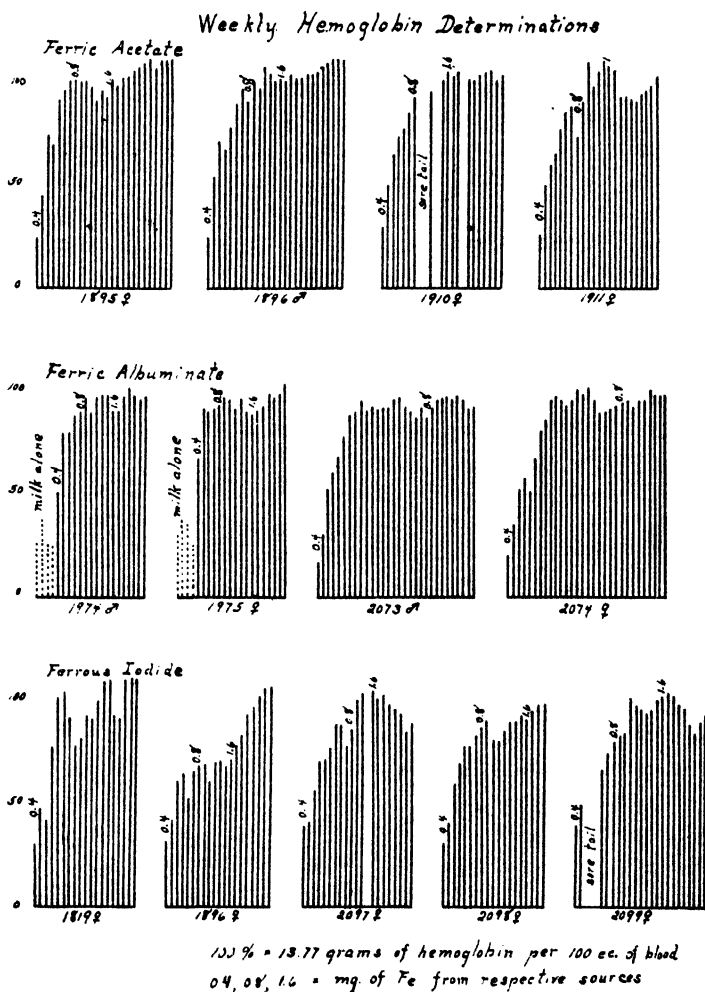 Weekly Hemoglobin Determinations
Ferric Acetate
100
50
0
0.4 0.8 1.6
0.4 0.8 1.6
0.4 0.8 sore tail 1.6
0.4 0.8
1895♀ 1896♂ 1910♀ 1911♀
Ferric Albuminate
100
50
0
milk alone 0.4 0.8 1.6
milk alone 0.4 0.8 1.6
0.4 0.8
0.4 0.8
1974♂ 1975♀ 2073♂ 2074♀
Ferrous Iodide
100
50
0
0.4
0.4 0.8 1.6
0.4 0.8 1.6
0.4 0.8 1.6
0.4 sore tail 0.8 1.6
1819♀ 1896♀ 2097♀ 2098♀ 2099♀
100 % = 13.77 grams of hemoglobin per 100 cc. of blood
0.4, 0.8, 1.6 = mg. of Fe from respective sources